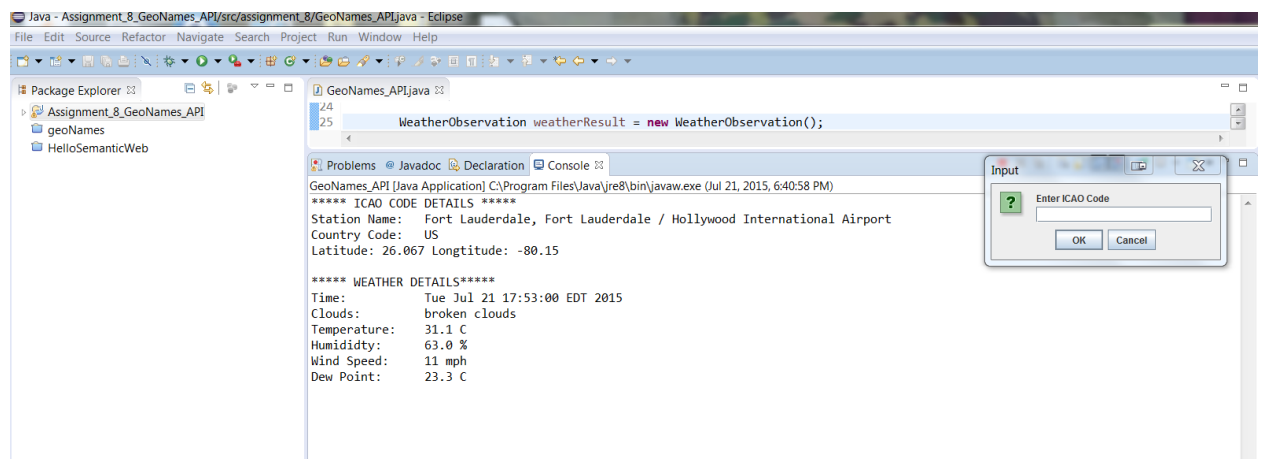 Java - Assignment_8_GeoNames_API/src/assignment_8/GeoNames_API.java - Eclipse
File Edit Source Refactor Navigate Search Project Run Window Help
Package Explorer
Assignment_8_GeoNames_API
geoNames
HelloSemanticWeb
GeoNames_API.java
24
25 WeatherObservation weatherResult = new WeatherObservation();
Problems @ Javadoc Declaration Console
GeoNames_API [Java Application] C:\Program Files\Java\jre8\bin\javaw.exe (Jul 21, 2015, 6:40:58 PM)
***** ICAO CODE DETAILS *****
Station Name: Fort Lauderdale, Fort Lauderdale / Hollywood International Airport
Country Code: US
Latitude: 26.067 Longtitude: -80.15
***** WEATHER DETAILS*****
Time: Tue Jul 21 17:53:00 EDT 2015
Clouds: broken clouds
Temperature: 31.1 C
Humididty: 63.0 %
Wind Speed: 11 mph
Dew Point: 23.3 C
Input
Enter ICAO Code
OK Cancel